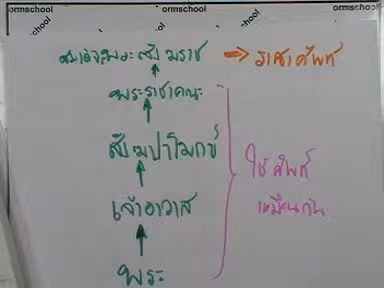 ormschool ormschool ormschool
สมเด็จพระสังฆราช → ราชาศัพท์
พระราชาคณะ
สังฆปาโมกข์
เจ้าอาวาส
พระ
ใช้ศัพท์
เหมือนกัน